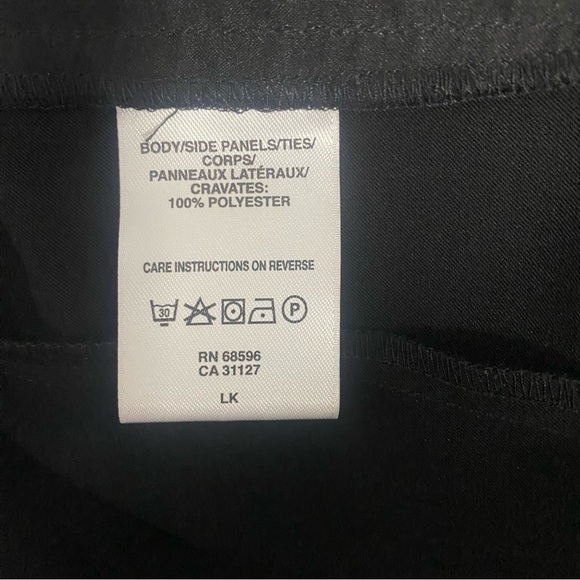 BODY/SIDE PANELS/TIES/
CORPS/
PANNEAUX LATÉRAUX/
CRAVATES:
100% POLYESTER
CARE INSTRUCTIONS ON REVERSE
30 P
RN 68596
CA 31127
LK